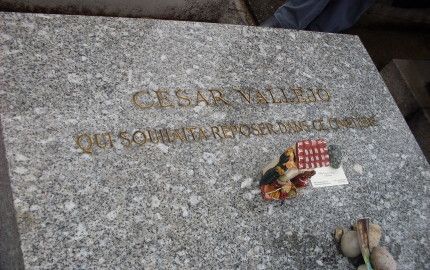 CESAR VALLEJO
QUI SOUHAITA REPOSER DANS CE CIMETIERE